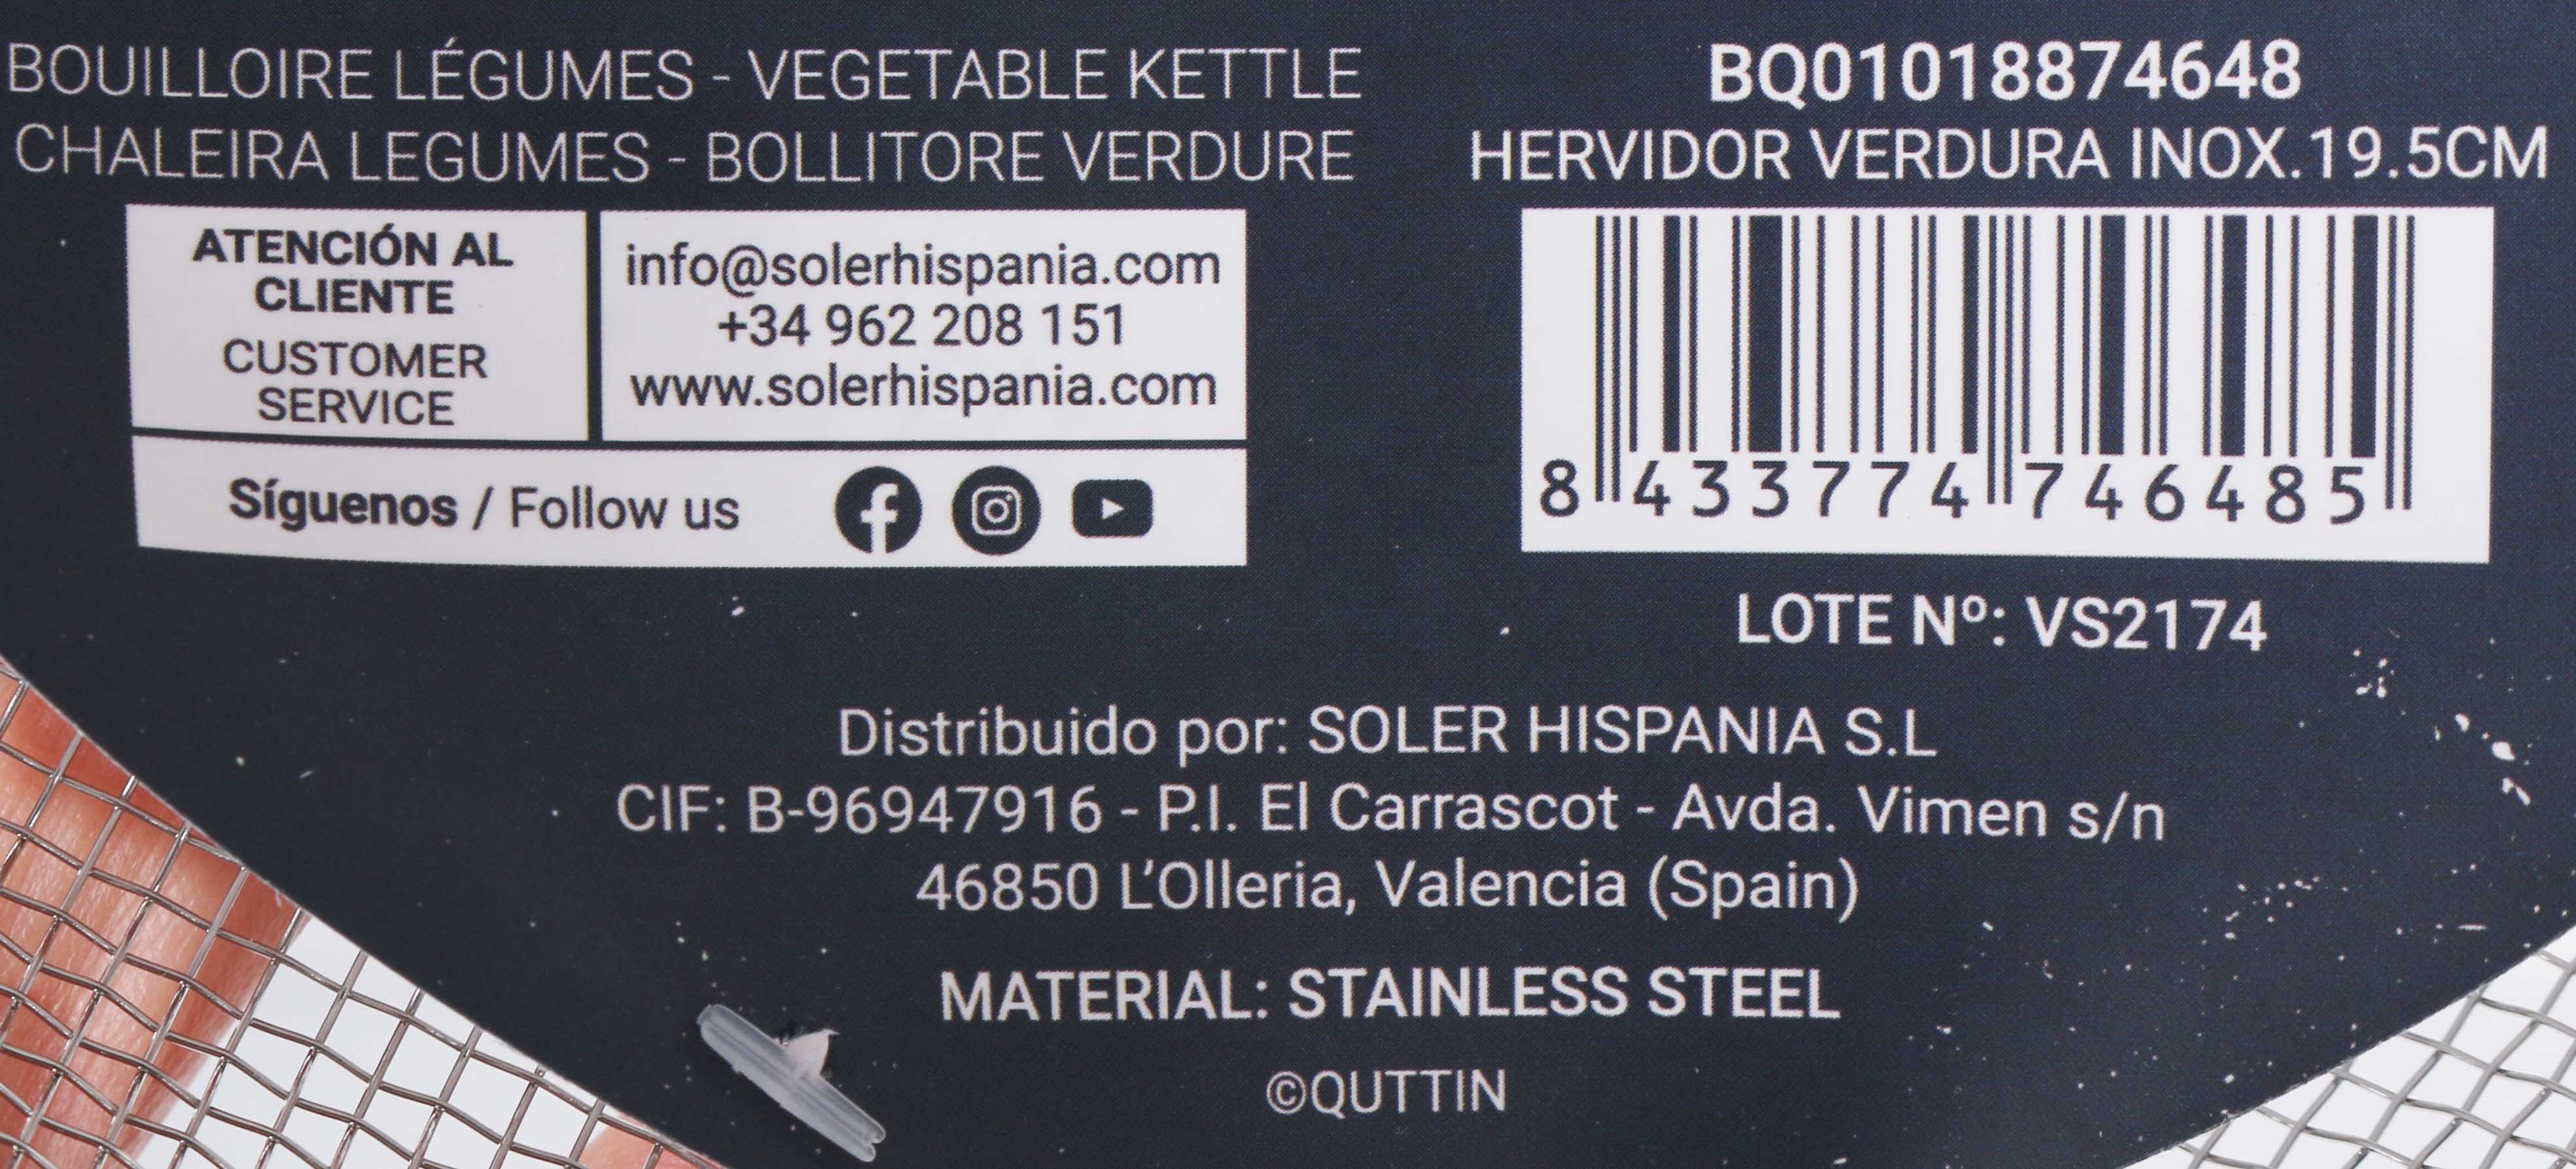 BOUILLOIRE LÉGUMES - VEGETABLE KETTLE
CHALEIRA LEGUMES - BOLLITORE VERDURE
ATENCIÓN AL
CLIENTE
CUSTOMER
SERVICE
info@solerhispania.com
+34 962 208 151
www.solerhispania.com
Síguenos / Follow us
BQ01018874648
HERVIDOR VERDURA INOX.19.5CM
8 433774 746485
LOTE Nº: VS2174
Distribuido por: SOLER HISPANIA S.L
CIF: B-96947916 - P.I. El Carrascot - Avda. Vimen s/n
46850 L'Olleria, Valencia (Spain)
MATERIAL: STAINLESS STEEL
©QUTTIN